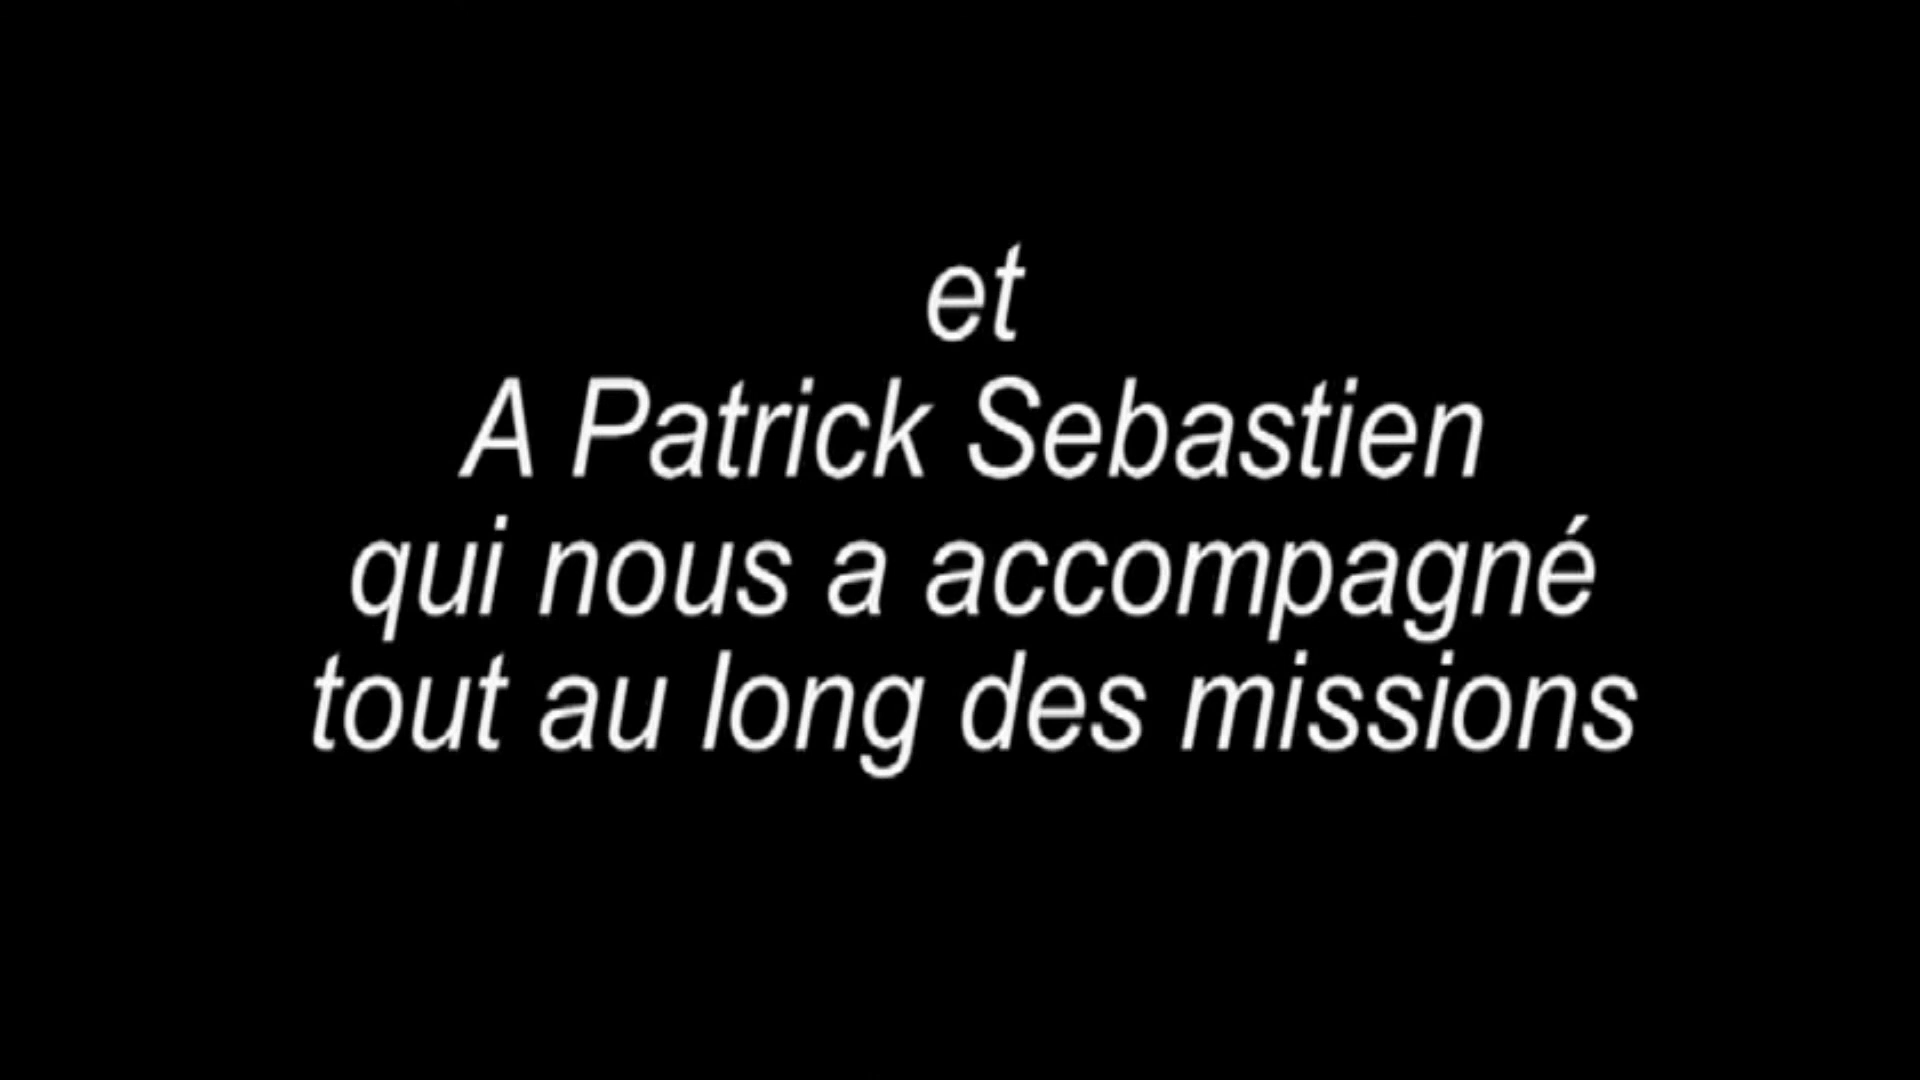 et
A Patrick Sebastien
qui nous a accompagné
tout au long des missions